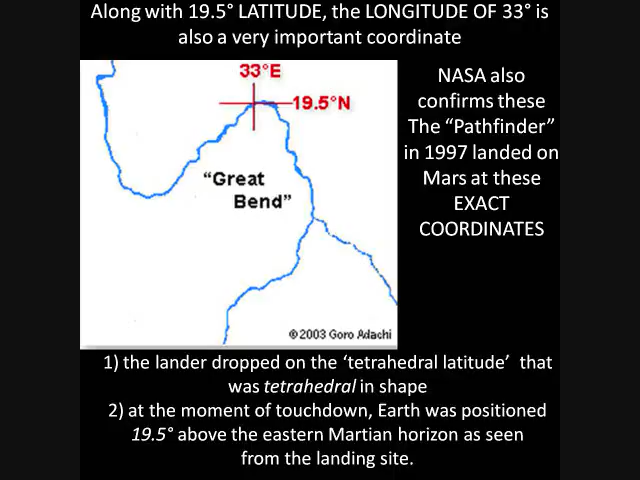 Along with 19.5° LATITUDE, the LONGITUDE OF 33° is
also a very important coordinate
33°E
19.5°N
"Great
Bend"
©2003 Goro Adachi
NASA also
confirms these
The “Pathfinder”
in 1997 landed on
Mars at these
EXACT
COORDINATES
1) the lander dropped on the ‘tetrahedral latitude’ that
was tetrahedral in shape
2) at the moment of touchdown, Earth was positioned
19.5° above the eastern Martian horizon as seen
from the landing site.